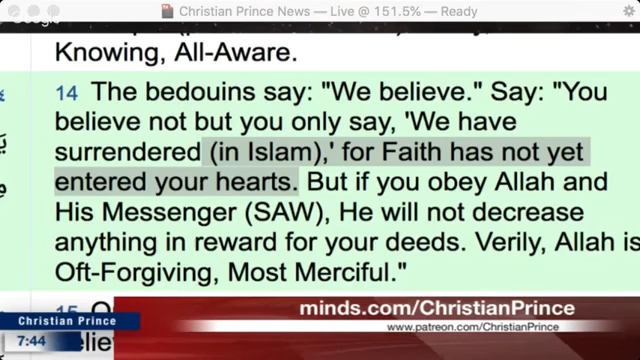 Christian Prince News — Live @ 151.5% — Ready
Google
Knowing, All-Aware.
14 The bedouins say: "We believe." Say: "You
believe not but you only say, 'We have
surrendered (in Islam),' for Faith has not yet
entered your hearts. But if you obey Allah and
His Messenger (SAW), He will not decrease
anything in reward for your deeds. Verily, Allah is
Oft-Forgiving, Most Merciful."
15
minds.com/ChristianPrince
www.patreon.com/ChristianPrince
Christian Prince
7:44